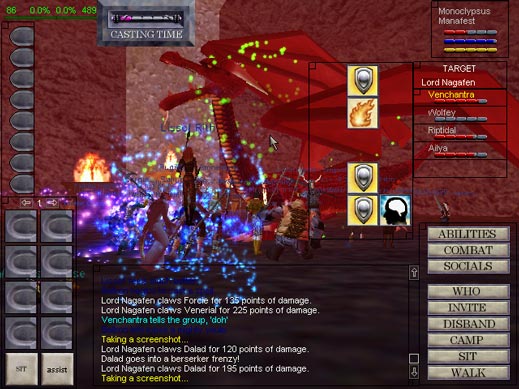 86 0.0% 0.0% 489
CASTING TIME
Monoclypsus
Manafest
TARGET
Lord Nagafen
Venchantra
Wolfey
Riptidal
Ailya
1
ABILITIES
COMBAT
SOCIALS
WHO
INVITE
DISBAND
CAMP
SIT
WALK
SIT
assist
Lord Nagafen claws Forcie for 135 points of damage.
Lord Nagafen claws Venerial for 225 points of damage.
Venchantra tells the group, 'doh'
Taking a screenshot...
Lord Nagafen claws Dalad for 120 points of damage.
Dalad goes into a berserker frenzy!
Lord Nagafen claws Dalad for 195 points of damage.
Taking a screenshot...